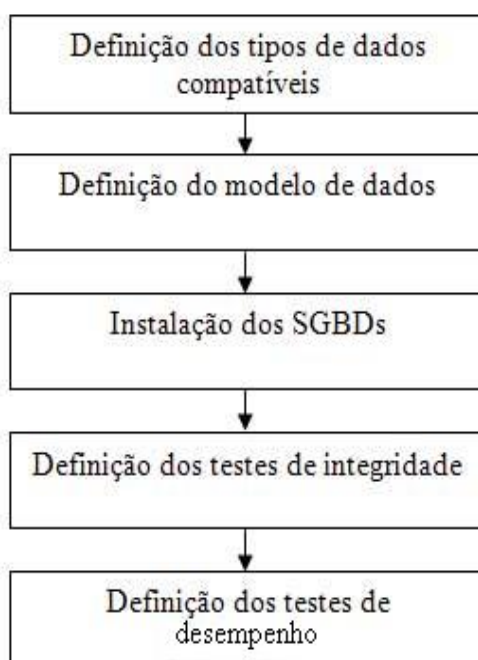 Definição dos tipos de dados
compatíveis
Definição do modelo de dados
Instalação dos SGBDs
Definição dos testes de integridade
Definição dos testes de
desempenho